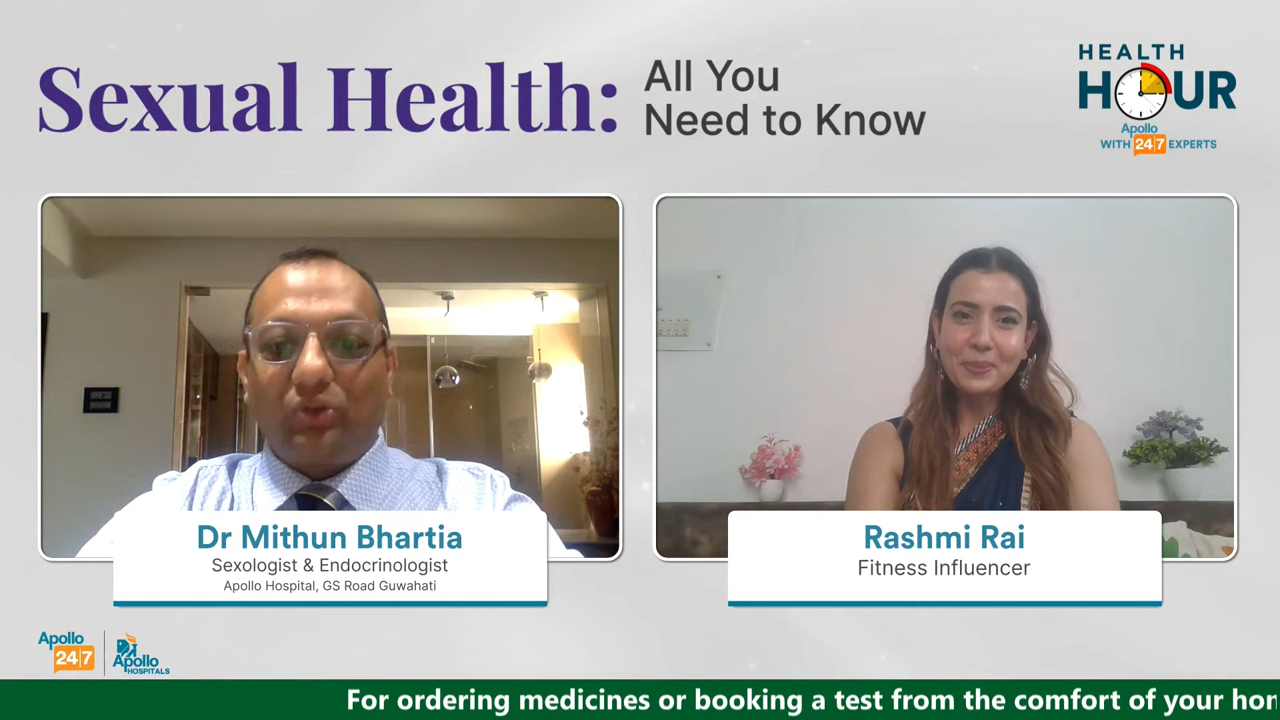 Sexual Health:
All You
Need to Know
HEALTH
HOUR
Apollo
WITH 24|7 EXPERTS
Dr Mithun Bhartia
Sexologist & Endocrinologist
Apollo Hospital, GS Road Guwahati
Rashmi Rai
Fitness Influencer
Apollo
24|7
Apollo
HOSPITALS
For ordering medicines or booking a test from the comfort of your hon